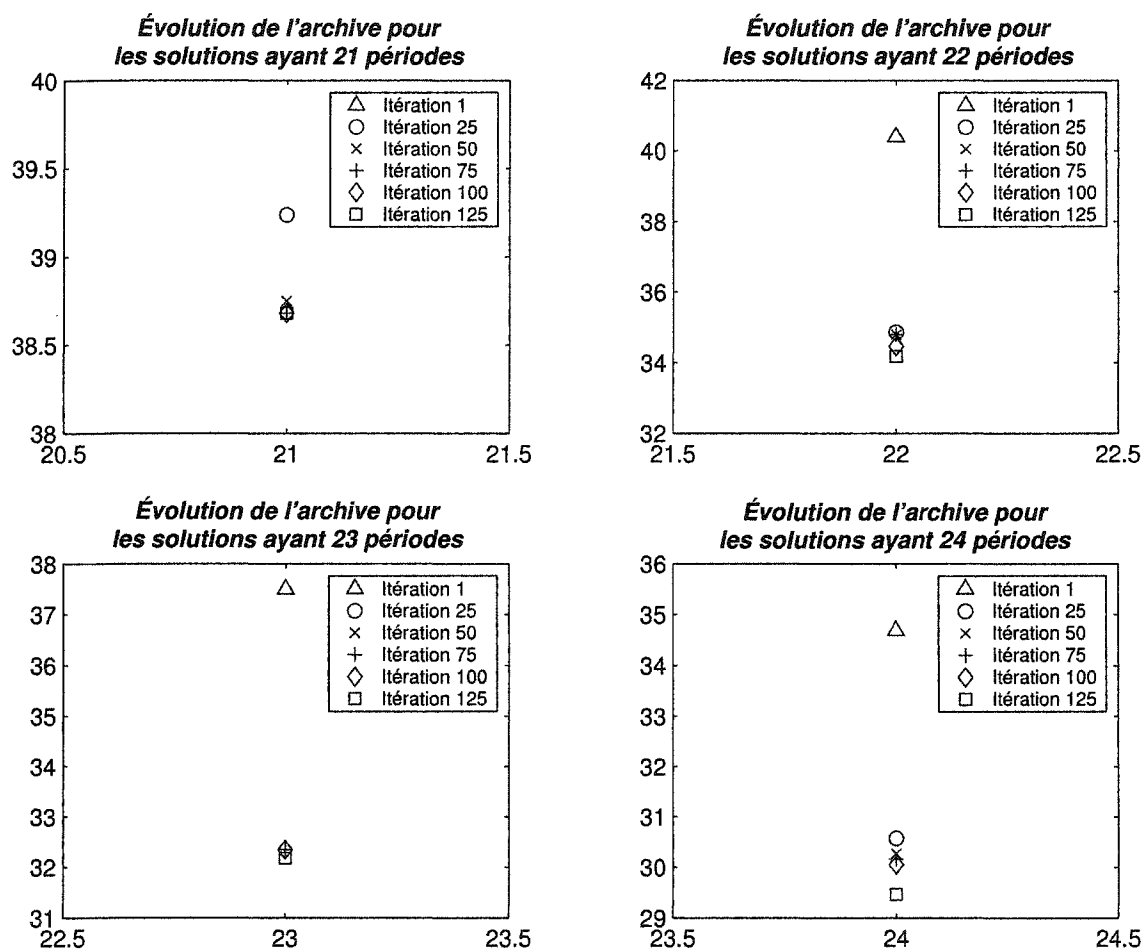 Évolution de l'archive pour
les solutions ayant 21 périodes
40
39.5
39
38.5
38
20.5
21
21.5
Itération 1
Itération 25
Itération 50
Itération 75
Itération 100
Itération 125
Évolution de l'archive pour
les solutions ayant 22 périodes
42
40
38
36
34
32
21.5
22
22.5
Itération 1
Itération 25
Itération 50
Itération 75
Itération 100
Itération 125
Évolution de l'archive pour
les solutions ayant 23 périodes
38
37
36
35
34
33
32
31
22.5
23
23.5
Itération 1
Itération 25
Itération 50
Itération 75
Itération 100
Itération 125
Évolution de l'archive pour
les solutions ayant 24 périodes
36
35
34
33
32
31
30
29
23.5
24
24.5
Itération 1
Itération 25
Itération 50
Itération 75
Itération 100
Itération 125